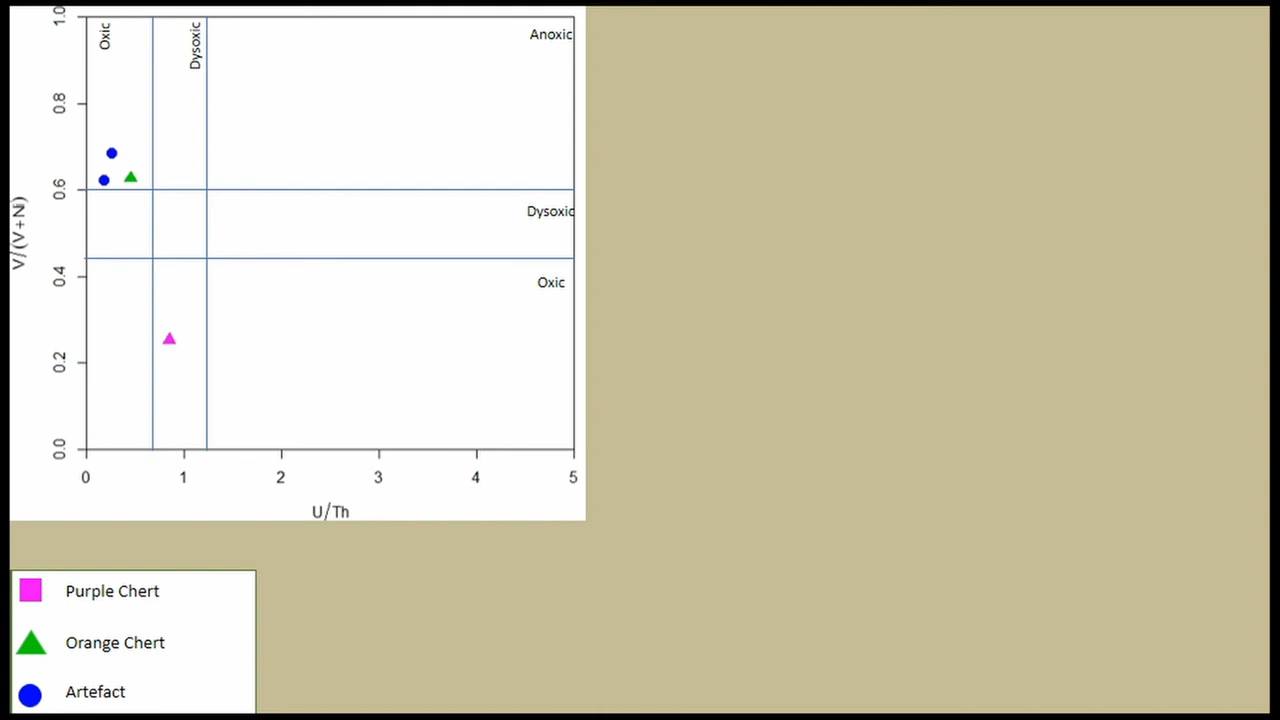 Oxic
Dysoxic
Anoxic
Dysoxic
Oxic
1.0
0.8
0.6
0.4
0.2
0.0
V/(V+Ni)
0 1 2 3 4 5
U/Th
Purple Chert
Orange Chert
Artefact